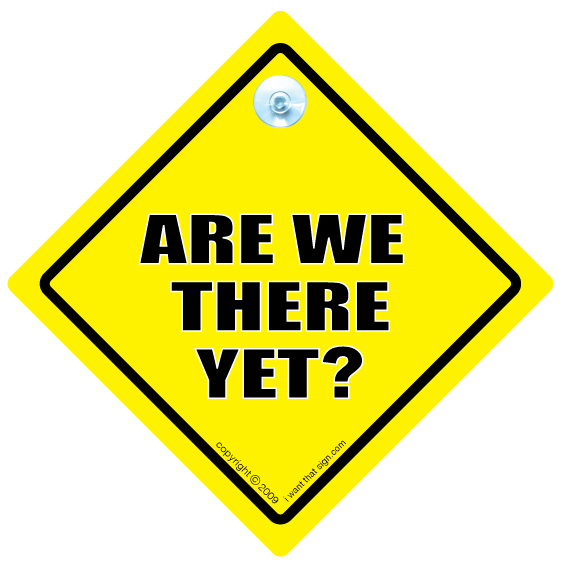 ARE WE
THERE
YET?
copyright © 2009
i want that sign.com